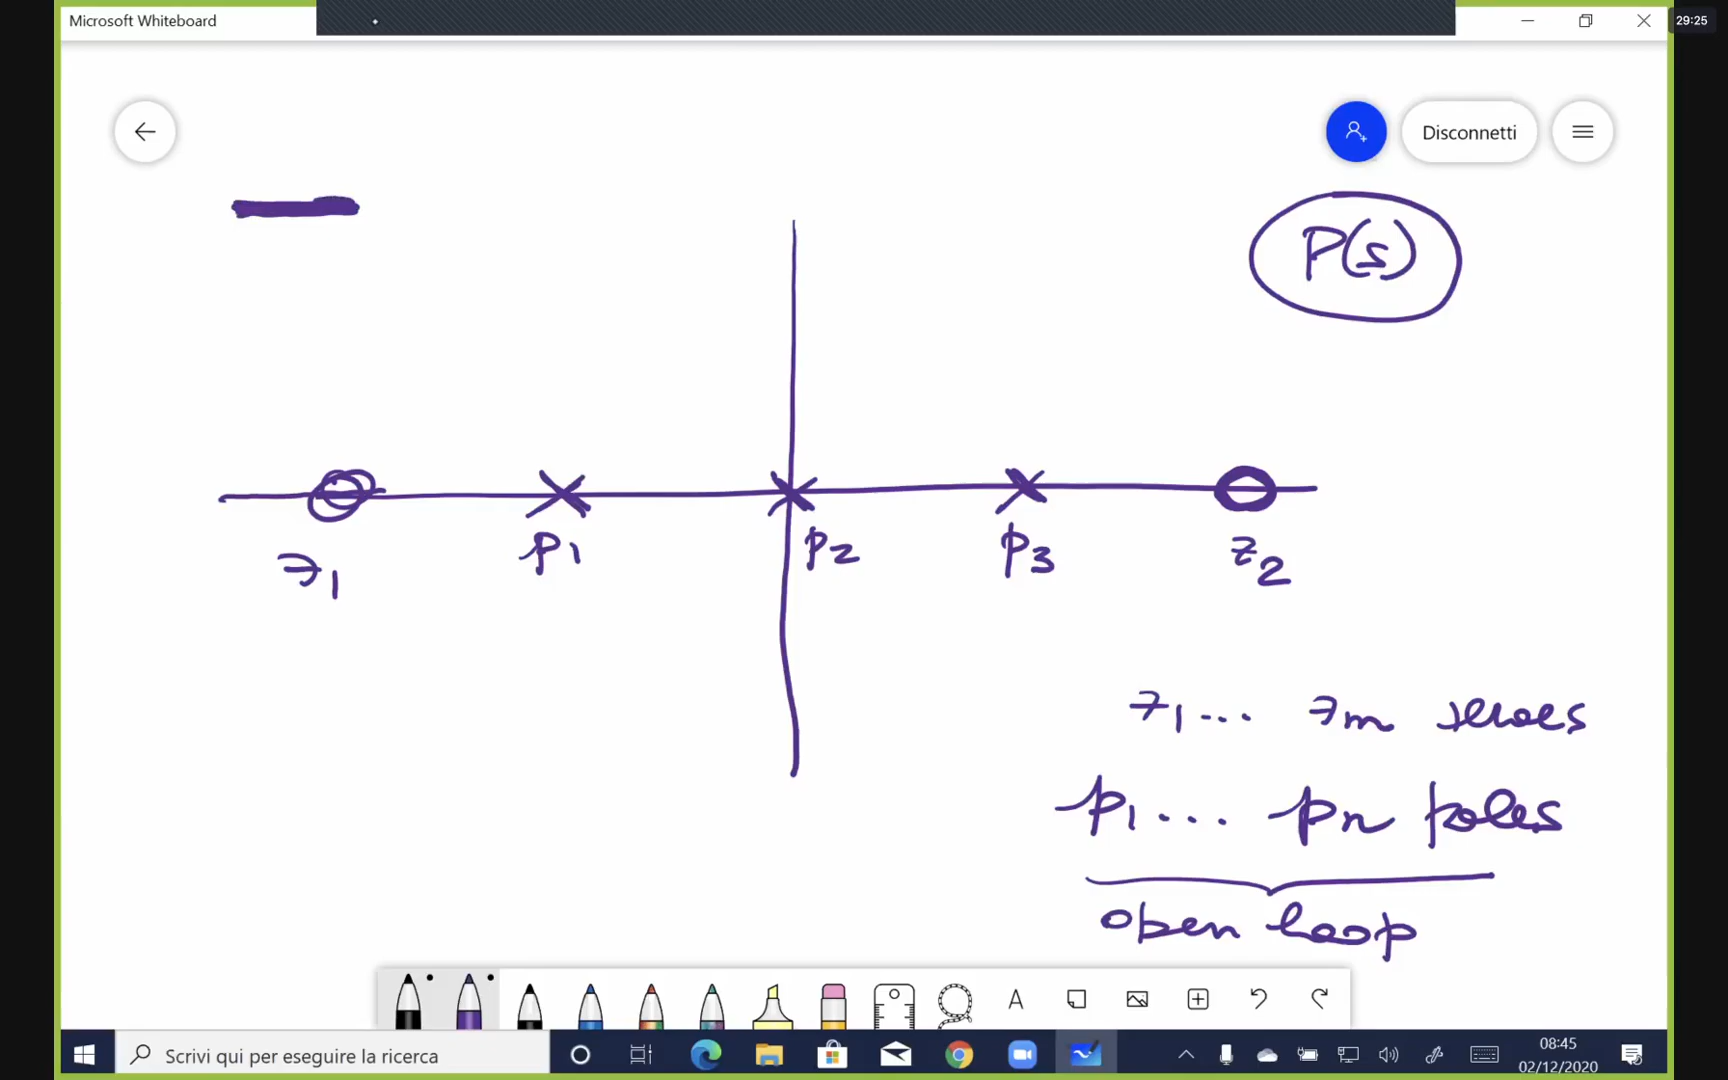 Microsoft Whiteboard
29:25
Disconnetti
P(s)
z1
p1
p2
p3
z2
z1 ... zm zeroes
p1 ... pn poles
open loop
A
Scrivi qui per eseguire la ricerca
08:45
02/12/2020